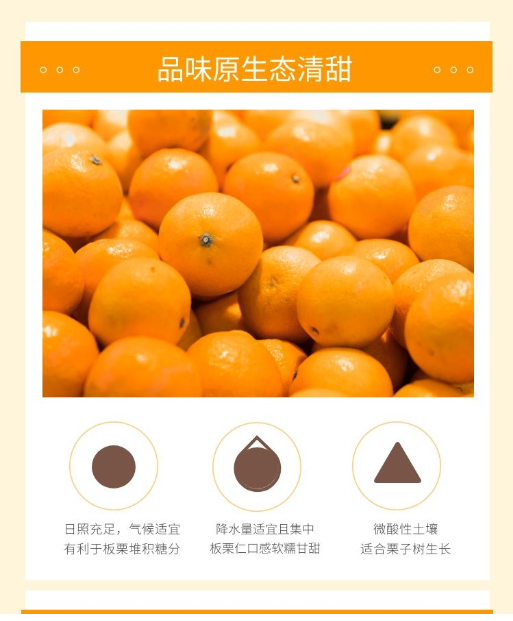 品味原生态清甜
日照充足，气候适宜
有利于板栗堆积糖分
降水量适宜且集中
板栗仁口感软糯甘甜
微酸性土壤
适合栗子树生长